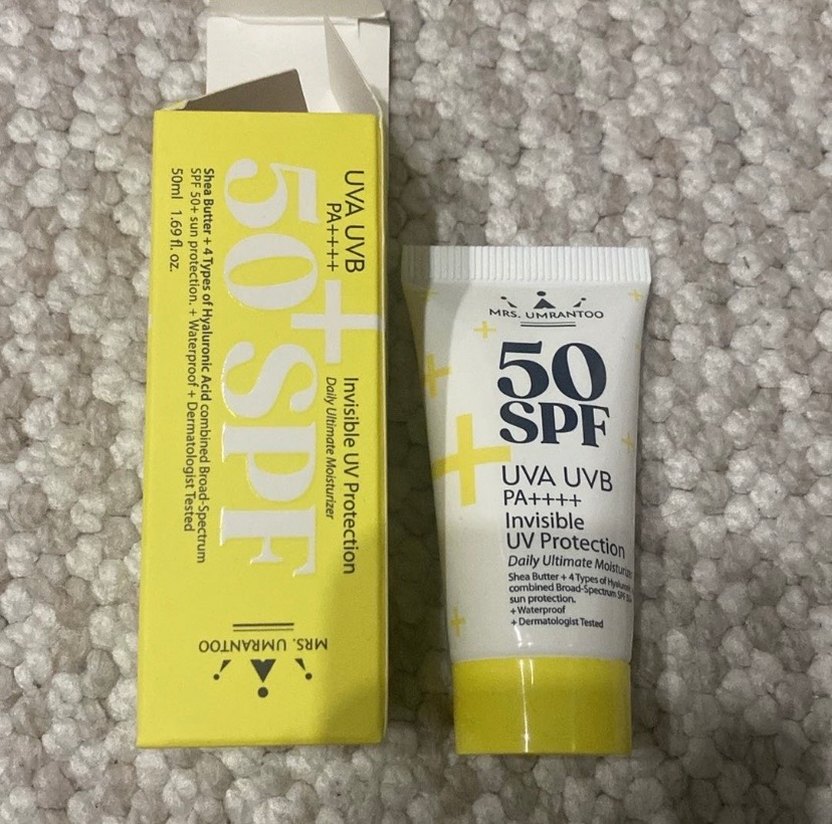 UVA UVB
PA++++
50+ SPF
Invisible UV Protection
Daily Ultimate Moisturizer
Shea Butter + 4 Types of Hyaluronic Acid combined Broad-Spectrum
SPF 50+ sun protection. + Waterproof + Dermatologist Tested
50ml 1.69 fl. oz.
MRS. UMRANTOO
MRS. UMRANTOO
50
SPF
UVA UVB
PA++++
Invisible
UV Protection
Daily Ultimate Moisturizer
Shea Butter + 4 Types of
combined Broad-Spectrum SPF
sun protection.
+ Waterproof
+ Dermatologist Tested